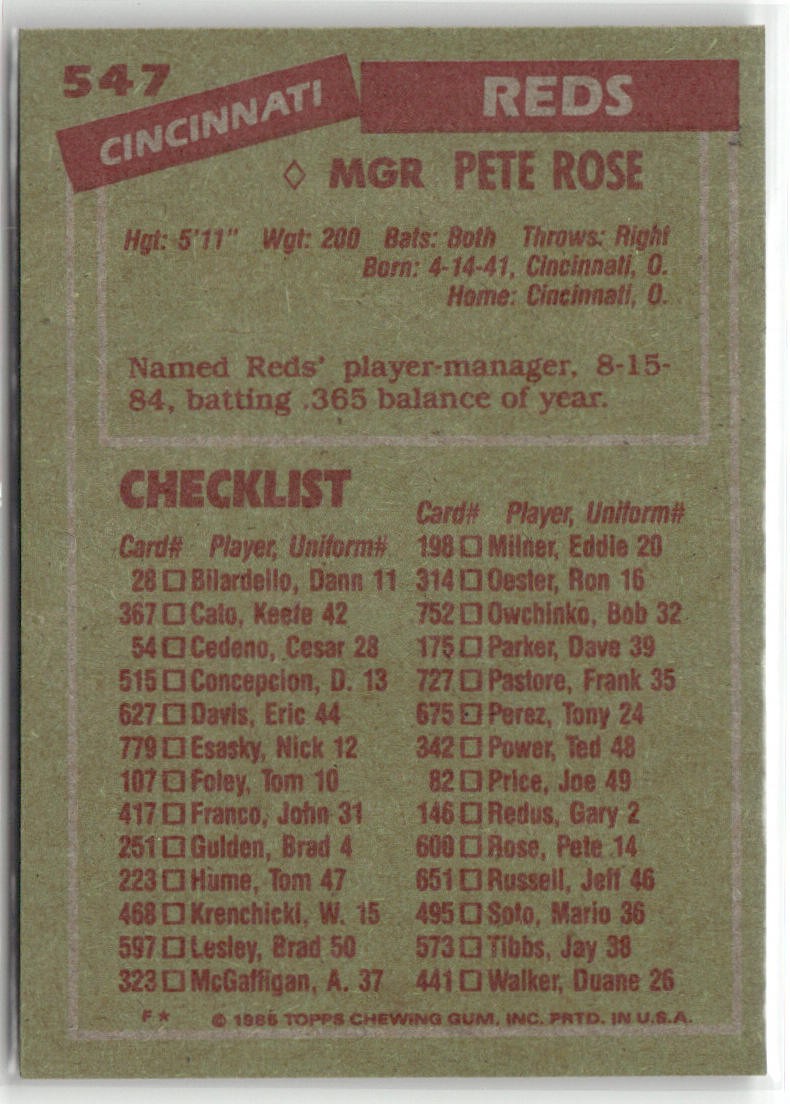 547
CINCINNATI REDS
◇ MGR PETE ROSE
Hgt: 5'11" Wgt: 200 Bats: Both Throws: Right
Born: 4-14-41, Cincinnati, O.
Home: Cincinnati, O.
Named Reds' player-manager, 8-15-
84, batting .365 balance of year.
CHECKLIST
Card# Player, Uniform#
28 □ Bilardello, Dann 11
367 □ Cato, Keefe 42
54 □ Cedeno, Cesar 28
515 □ Concepcion, D. 13
627 □ Davis, Eric 44
779 □ Esasky, Nick 12
107 □ Foley, Tom 10
417 □ Franco, John 31
251 □ Gulden, Brad 4
223 □ Hume, Tom 47
468 □ Krenchicki, W. 15
597 □ Lesley, Brad 50
323 □ McGaffigan, A. 37
Card# Player, Uniform#
198 □ Milner, Eddie 20
314 □ Oester, Ron 16
752 □ Owchinko, Bob 32
175 □ Parker, Dave 39
727 □ Pastore, Frank 35
675 □ Perez, Tony 24
342 □ Power, Ted 48
82 □ Price, Joe 49
146 □ Redus, Gary 2
600 □ Rose, Pete 14
651 □ Russell, Jeff 46
495 □ Soto, Mario 36
573 □ Tibbs, Jay 38
441 □ Walker, Duane 26
F★ © 1985 TOPPS CHEWING GUM, INC. PRTD. IN U.S.A.